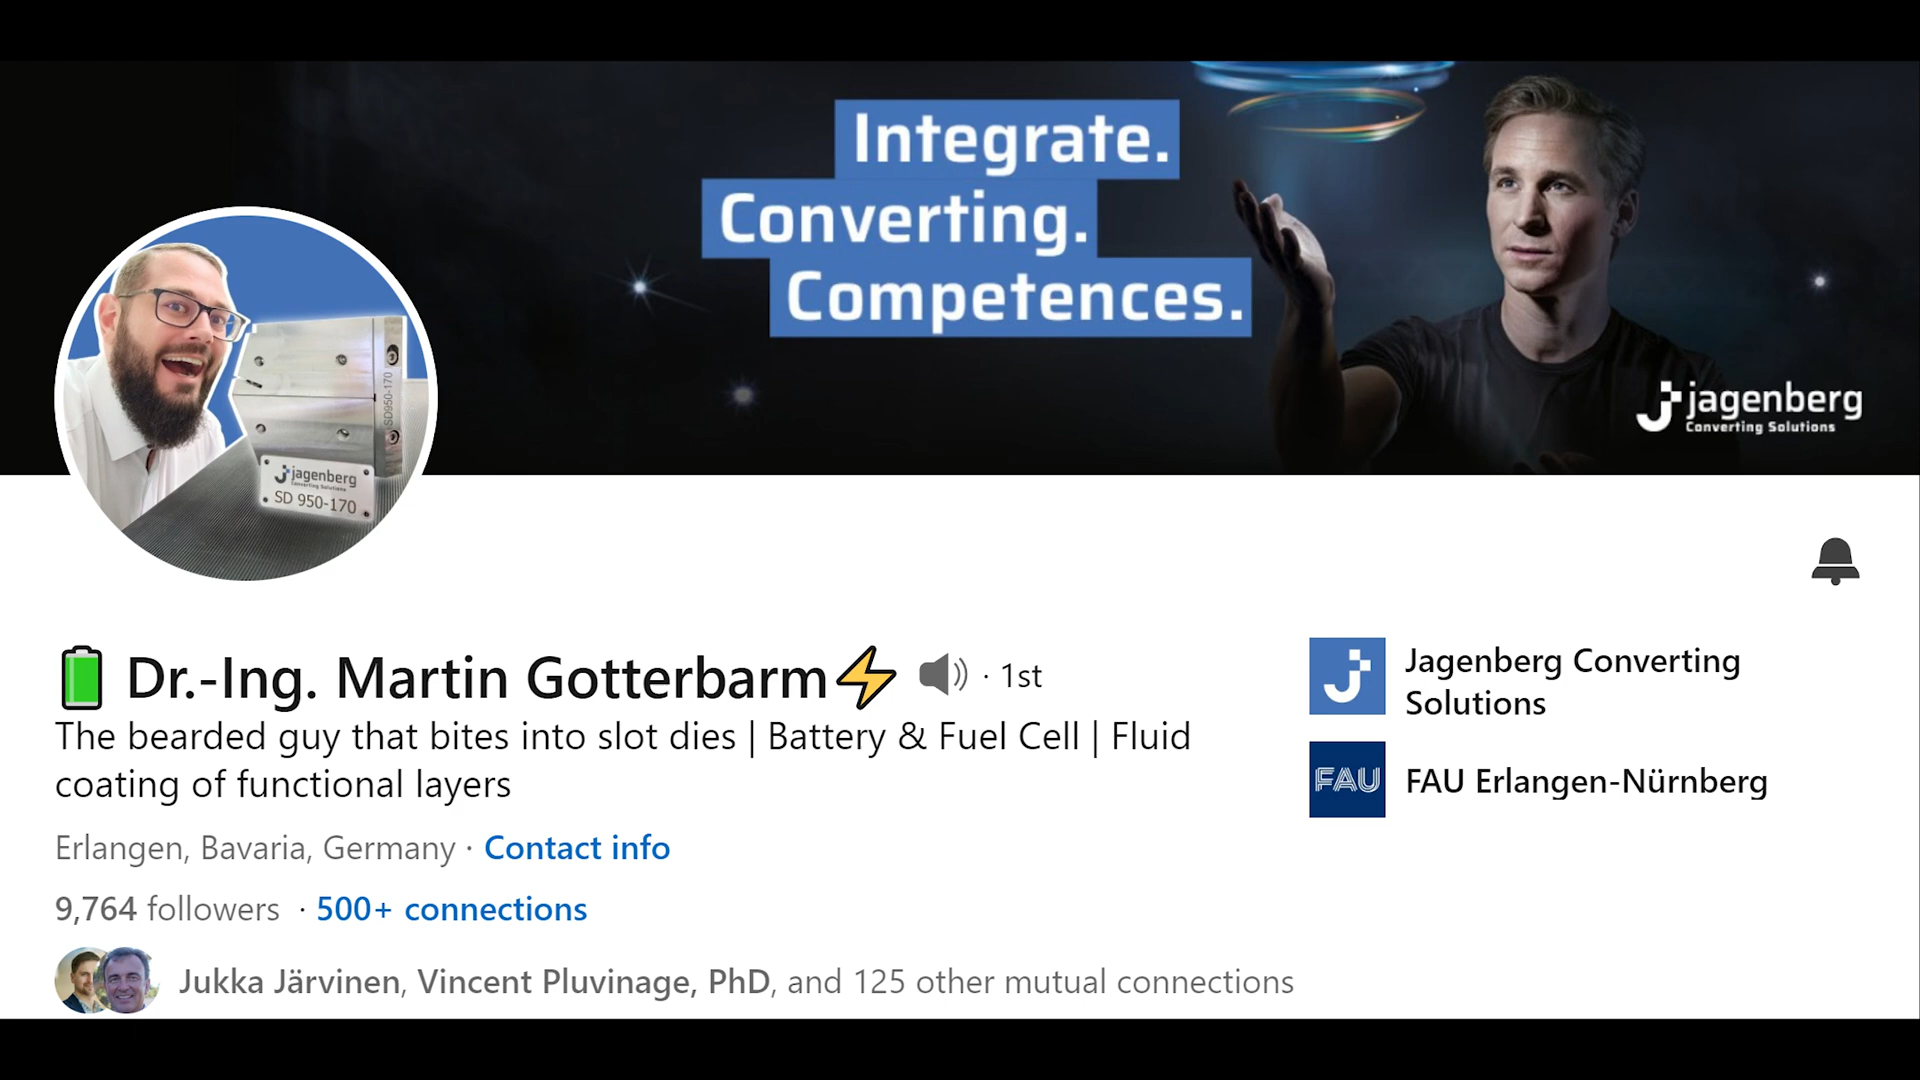 Integrate.
Converting.
Competences.
jagenberg
Converting Solutions
SD950-170
jagenberg
Converting Solutions
SD 950-170
Dr.-Ing. Martin Gotterbarm
· 1st
The bearded guy that bites into slot dies | Battery & Fuel Cell | Fluid
coating of functional layers
Erlangen, Bavaria, Germany · Contact info
9,764 followers · 500+ connections
Jukka Järvinen, Vincent Pluvinage, PhD, and 125 other mutual connections
Jagenberg Converting
Solutions
FAU
FAU Erlangen-Nürnberg